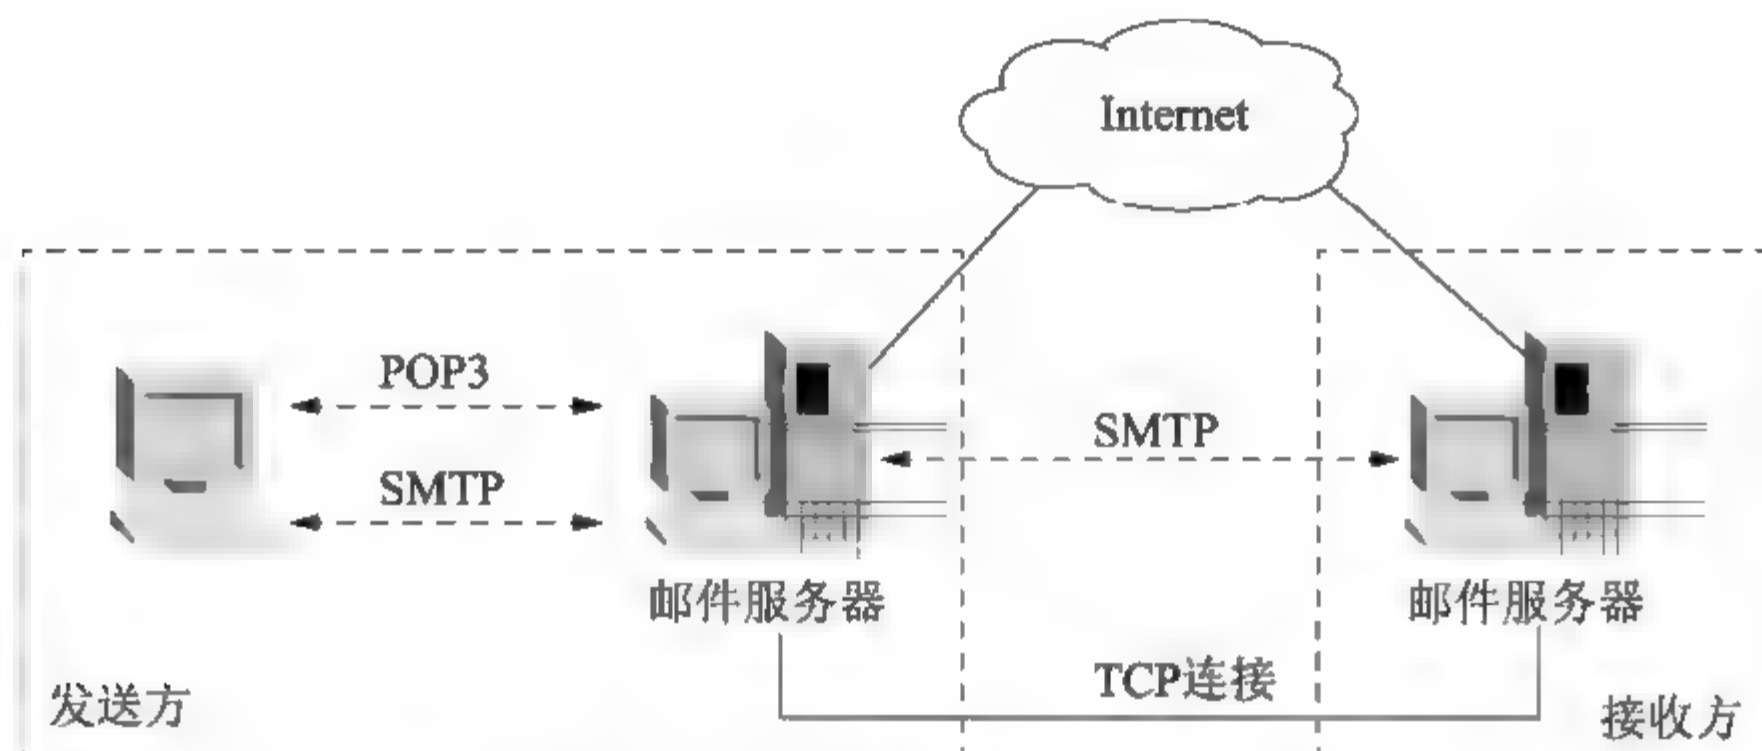 Internet
POP3
SMTP
SMTP
邮件服务器
邮件服务器
TCP连接
发送方
接收方